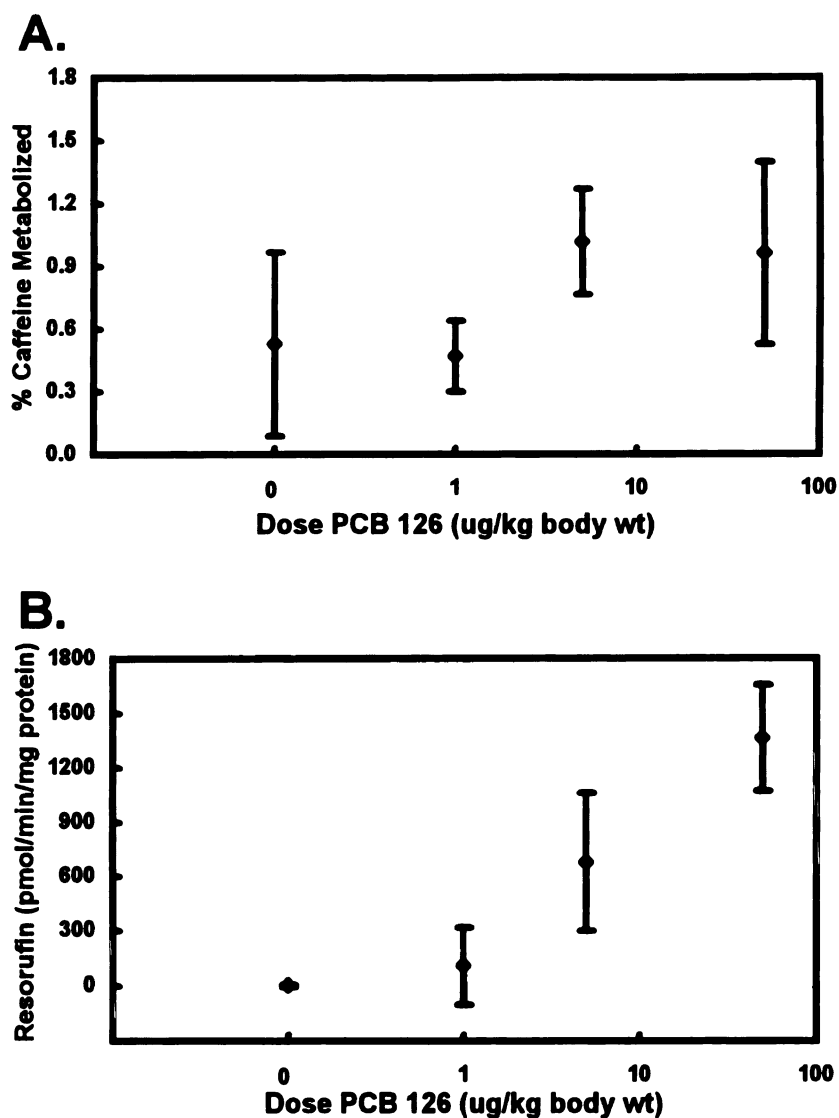 A.
% Caffeine Metabolized
1.8
1.5
1.2
0.9
0.6
0.3
0.0
0 1 10 100
Dose PCB 126 (ug/kg body wt)
B.
Resorufin (pmol/min/mg protein)
1800
1500
1200
900
600
300
0
0 1 10 100
Dose PCB 126 (ug/kg body wt)